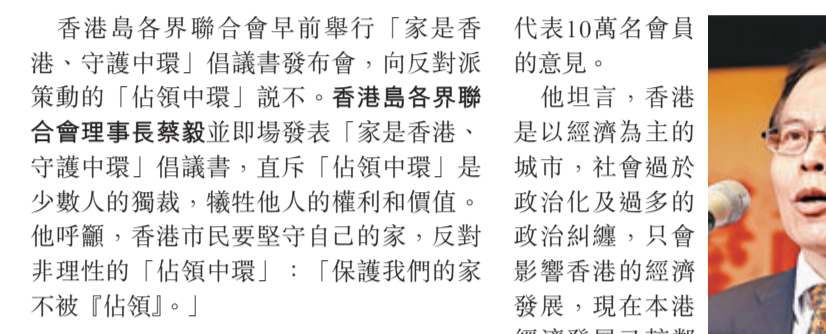 香港島各界聯合會早前舉行「家是香
港、守護中環」倡議書發布會，向反對派
策動的「佔領中環」說不。香港島各界聯
合會理事長蔡毅並即場發表「家是香港、
守護中環」倡議書，直斥「佔領中環」是
少數人的獨裁，犧牲他人的權利和價值。
他呼籲，香港市民要堅守自己的家，反對
非理性的「佔領中環」：「保護我們的家
不被『佔領』。」
代表10萬名會員
的意見。
他坦言，香港
是以經濟為主的
城市，社會過於
政治化及過多的
政治糾纏，只會
影響香港的經濟
發展，現在本港